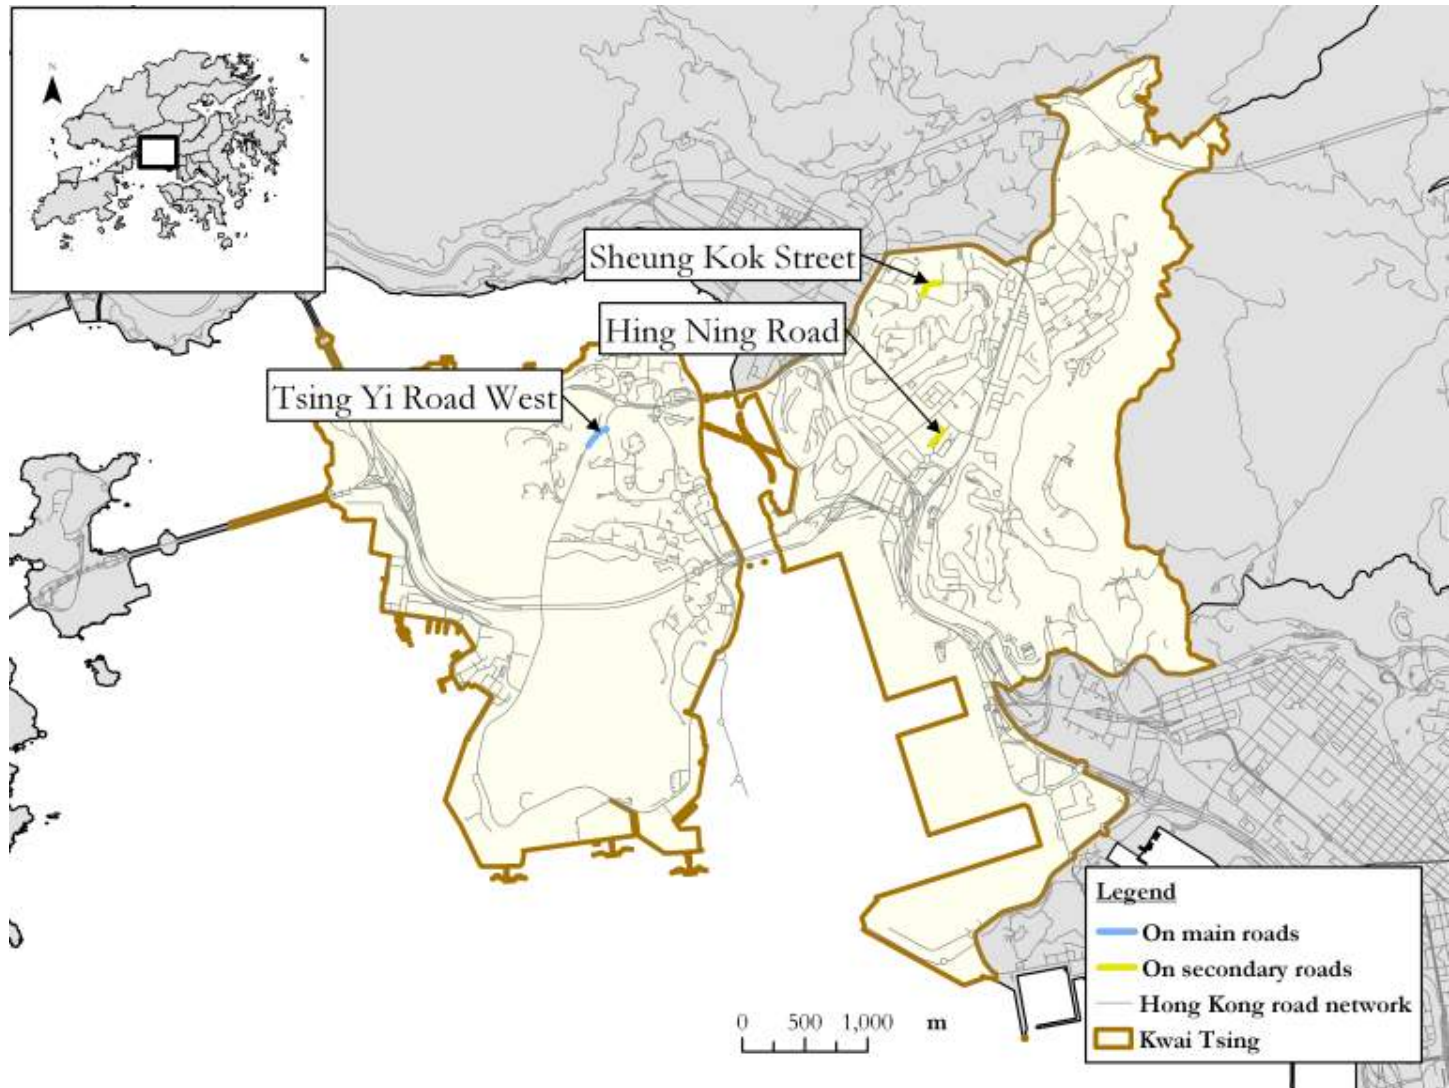 N
Sheung Kok Street
Hing Ning Road
Tsing Yi Road West
Legend
On main roads
On secondary roads
Hong Kong road network
Kwai Tsing
0 500 1,000 m